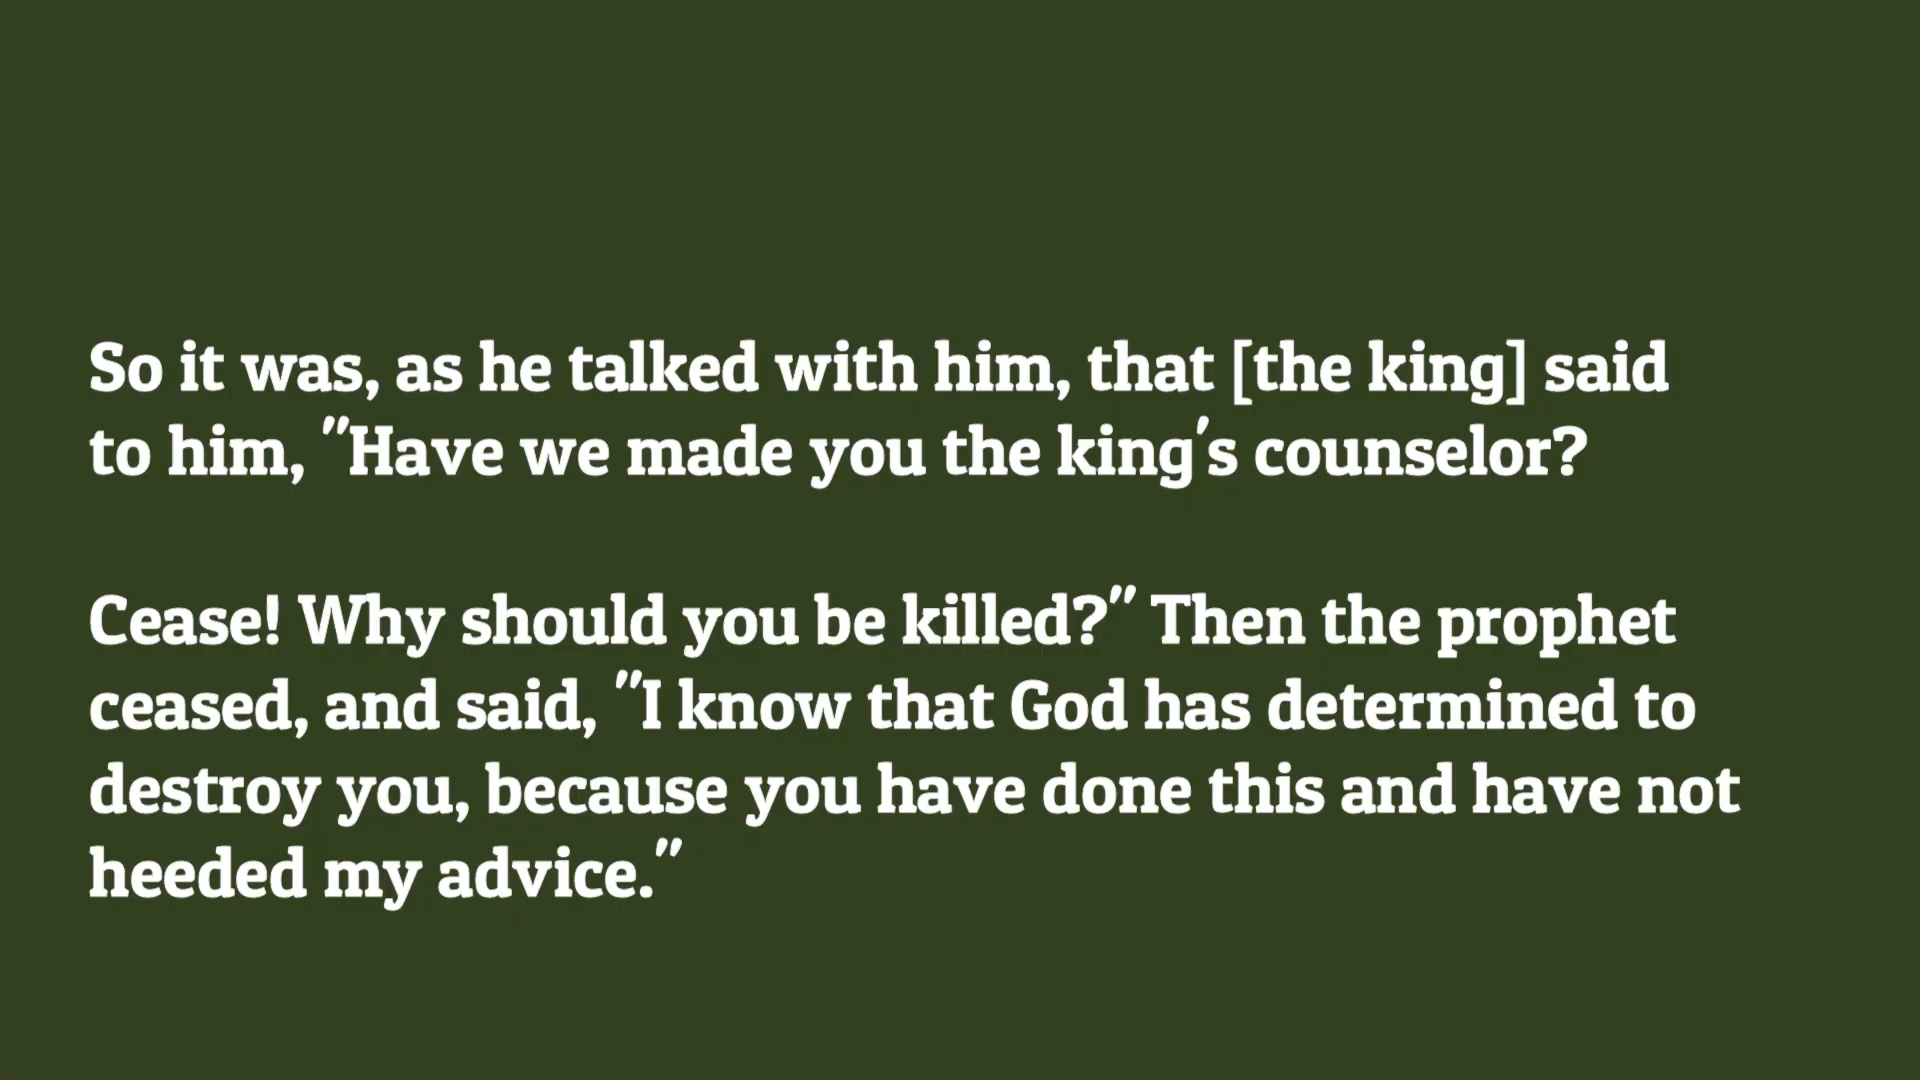 So it was, as he talked with him, that [the king] said
to him, "Have we made you the king's counselor?
Cease! Why should you be killed?" Then the prophet
ceased, and said, "I know that God has determined to
destroy you, because you have done this and have not
heeded my advice."